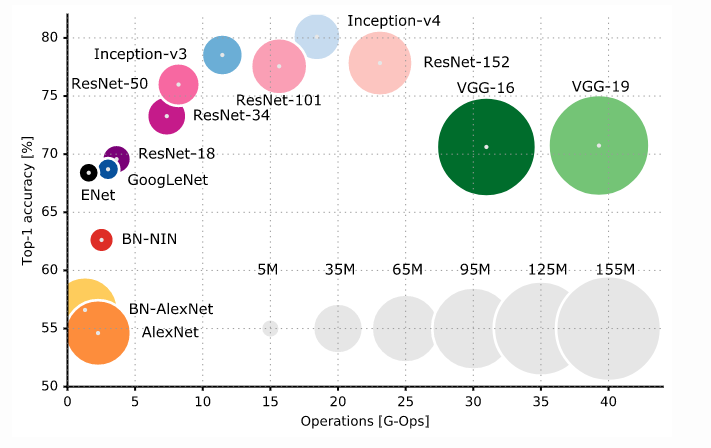 80
75
70
65
60
55
50
Top-1 accuracy [%]
Inception-v4
Inception-v3
ResNet-152
ResNet-50
VGG-16
VGG-19
ResNet-101
ResNet-34
ResNet-18
GoogLeNet
ENet
BN-NIN
5M 35M 65M 95M 125M 155M
BN-AlexNet
AlexNet
0 5 10 15 20 25 30 35 40
Operations [G-Ops]